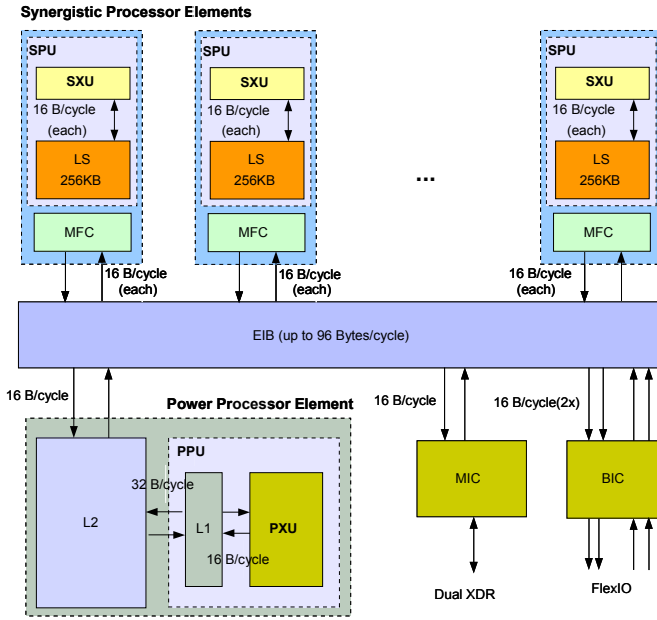 Synergistic Processor Elements
SPU
SXU
16 B/cycle
(each)
LS
256KB
MFC
16 B/cycle
(each)
SPU
SXU
16 B/cycle
(each)
LS
256KB
MFC
16 B/cycle
(each)
...
SPU
SXU
16 B/cycle
(each)
LS
256KB
MFC
16 B/cycle
(each)
EIB (up to 96 Bytes/cycle)
16 B/cycle
Power Processor Element
L2
PPU
32 B/cycle
L1
PXU
16 B/cycle
16 B/cycle
MIC
Dual XDR
16 B/cycle(2x)
BIC
FlexIO